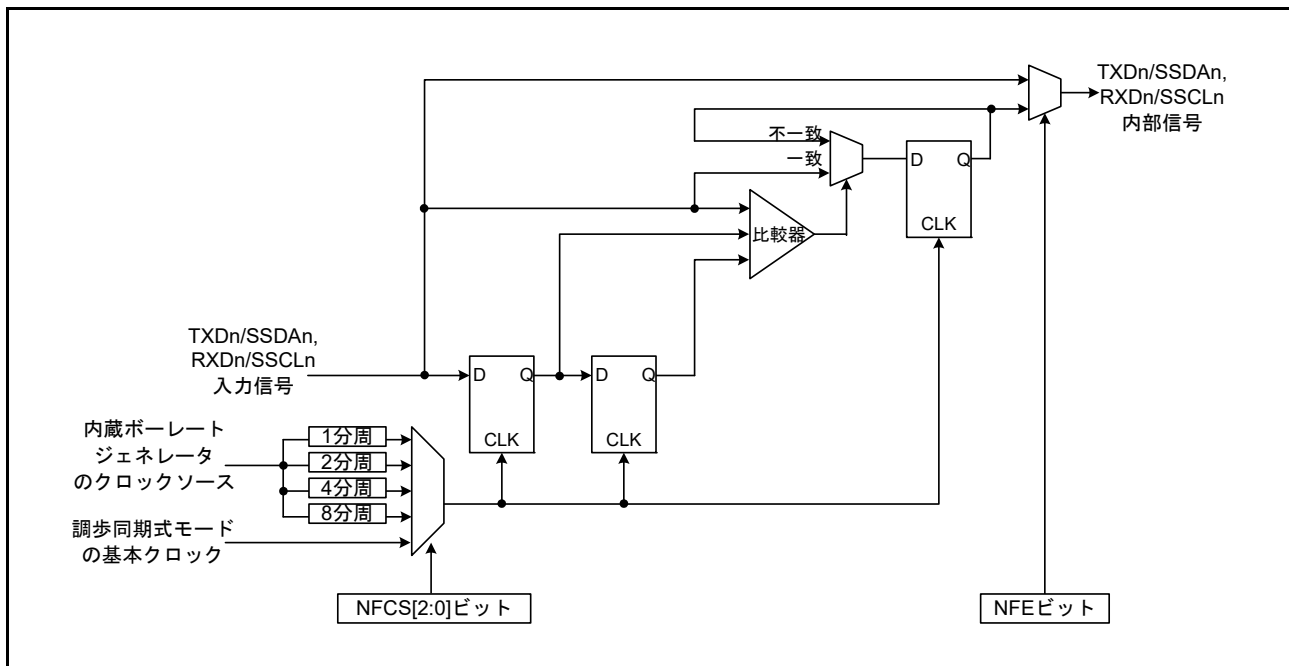 TXDn/SSDAn,
RXDn/SSCLn
内部信号
不一致
一致
D
Q
CLK
比較器
TXDn/SSDAn,
RXDn/SSCLn
入力信号
D
Q
CLK
D
Q
CLK
内蔵ボーレート
ジェネレータ
のクロックソース
1分周
2分周
4分周
8分周
調歩同期式モード
の基本クロック
NFCS[2:0]ビット
NFEビット